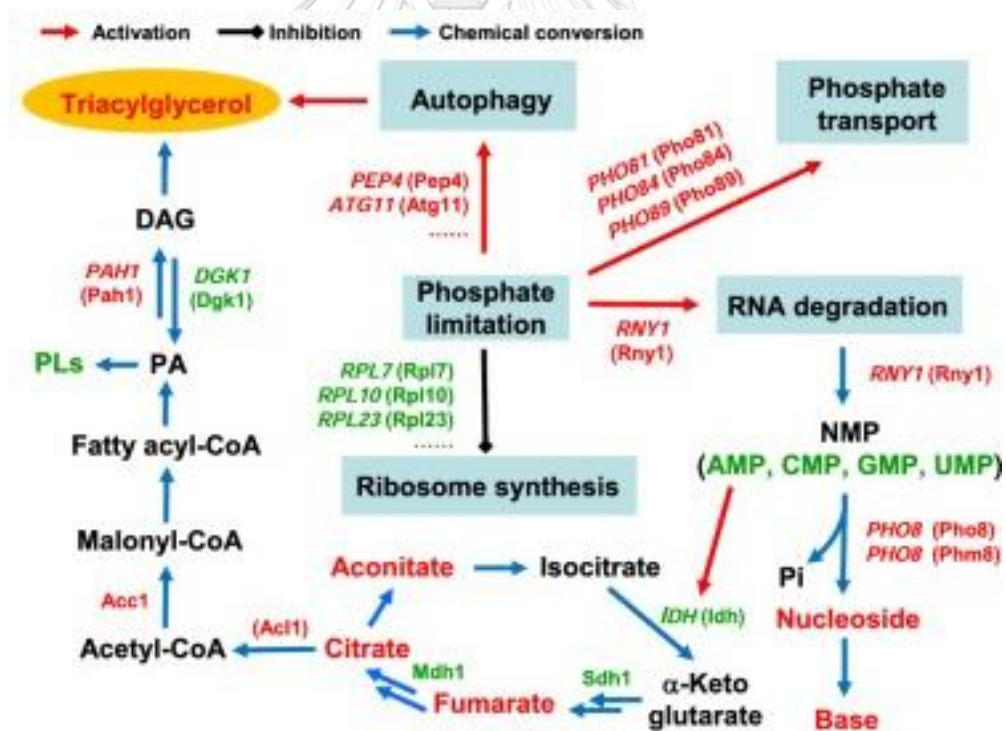 Activation
Inhibition
Chemical conversion
Triacylglycerol
Autophagy
Phosphate
transport
PEP4 (Pep4)
ATG11 (Atg11)
......
PHO81 (Pho81)
PHO84 (Pho84)
PHO89 (Pho89)
DAG
PAH1
(Pah1)
DGK1
(Dgk1)
Phosphate
limitation
RNY1
(Rny1)
RNA degradation
PLs
PA
RPL7 (Rpl7)
RPL10 (Rpl10)
RPL23 (Rpl23)
......
RNY1 (Rny1)
Fatty acyl-CoA
NMP
(AMP, CMP, GMP, UMP)
Ribosome synthesis
Malonyl-CoA
PHO8 (Pho8)
PHO8 (Phm8)
Aconitate
Isocitrate
Pi
Acc1
IDH (Idh)
Nucleoside
(Acl1)
Acetyl-CoA
Citrate
Mdh1
Sdh1
α-Keto
glutarate
Fumarate
Base